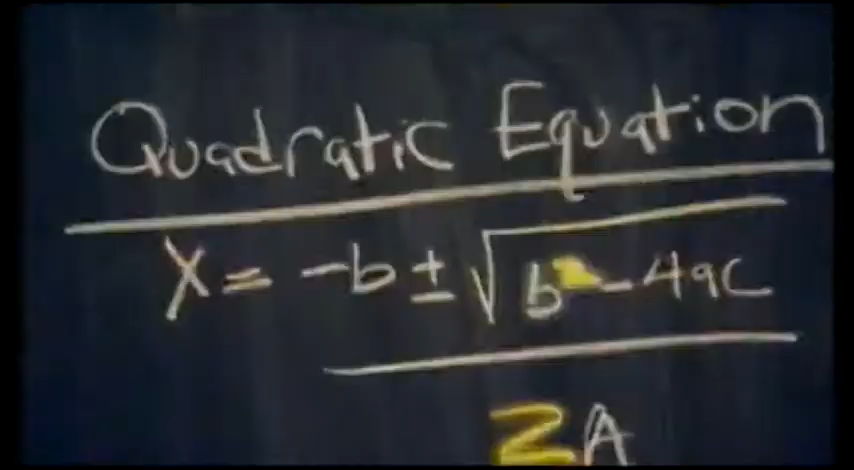 Quadratic Equation
X = -b ± √b² - 4ac
2A